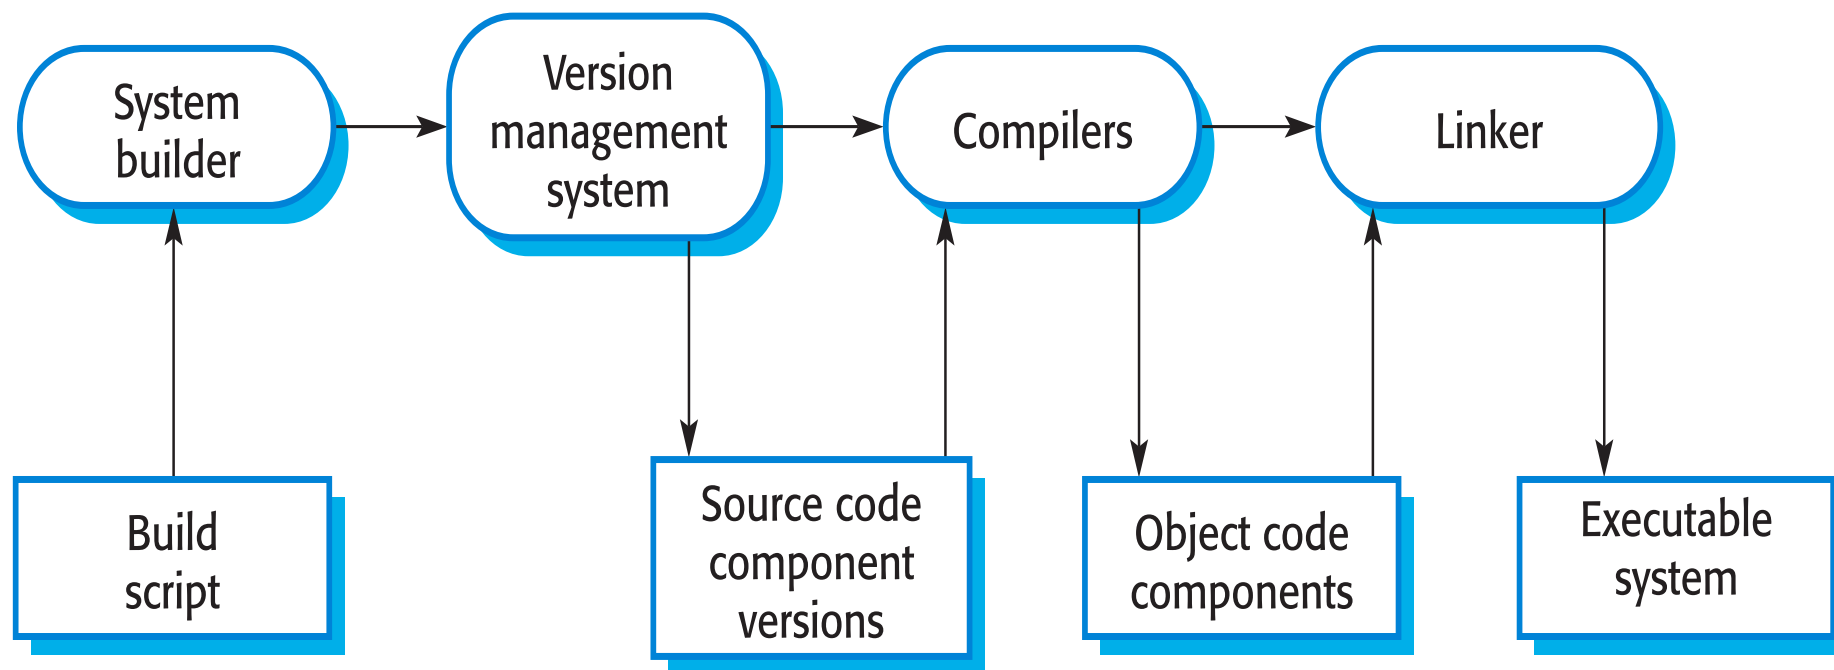 System
builder
Version
management
system
Compilers
Linker
Build
script
Source code
component
versions
Object code
components
Executable
system